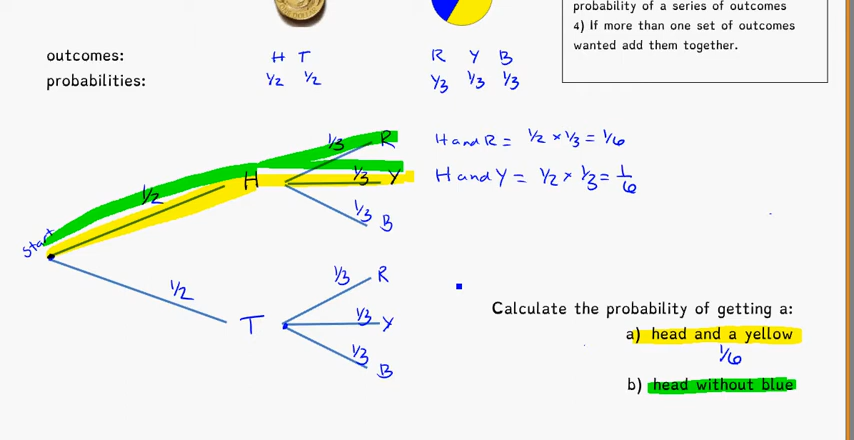 probability of a series of outcomes
4) If more than one set of outcomes
wanted add them together.
outcomes: H T R Y B
probabilities: 1/2 1/2 1/3 1/3 1/3
1/3 R
H and R = 1/2 × 1/3 = 1/6
1/2 H 1/3 Y
H and Y = 1/2 × 1/3 = 1/6
1/3 B
Start
1/3 R
1/2
Calculate the probability of getting a:
T 1/3 Y
a) head and a yellow
1/6
1/3 B
b) head without blue